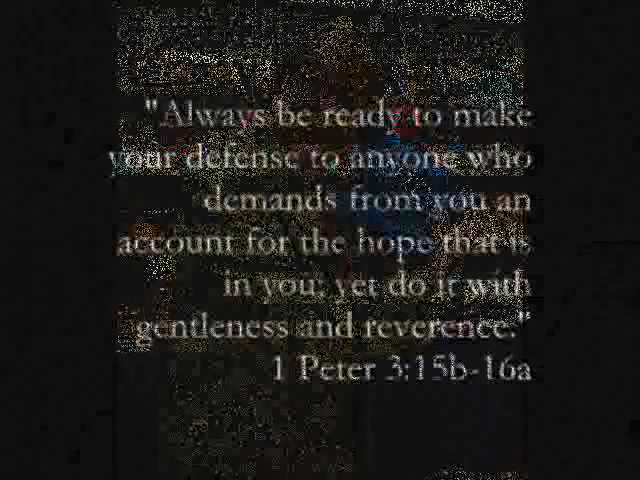 "Always be ready to make
your defense to anyone who
demands from you an
account for the hope that is
in you; yet do it with
gentleness and reverence."
1 Peter 3:15b-16a